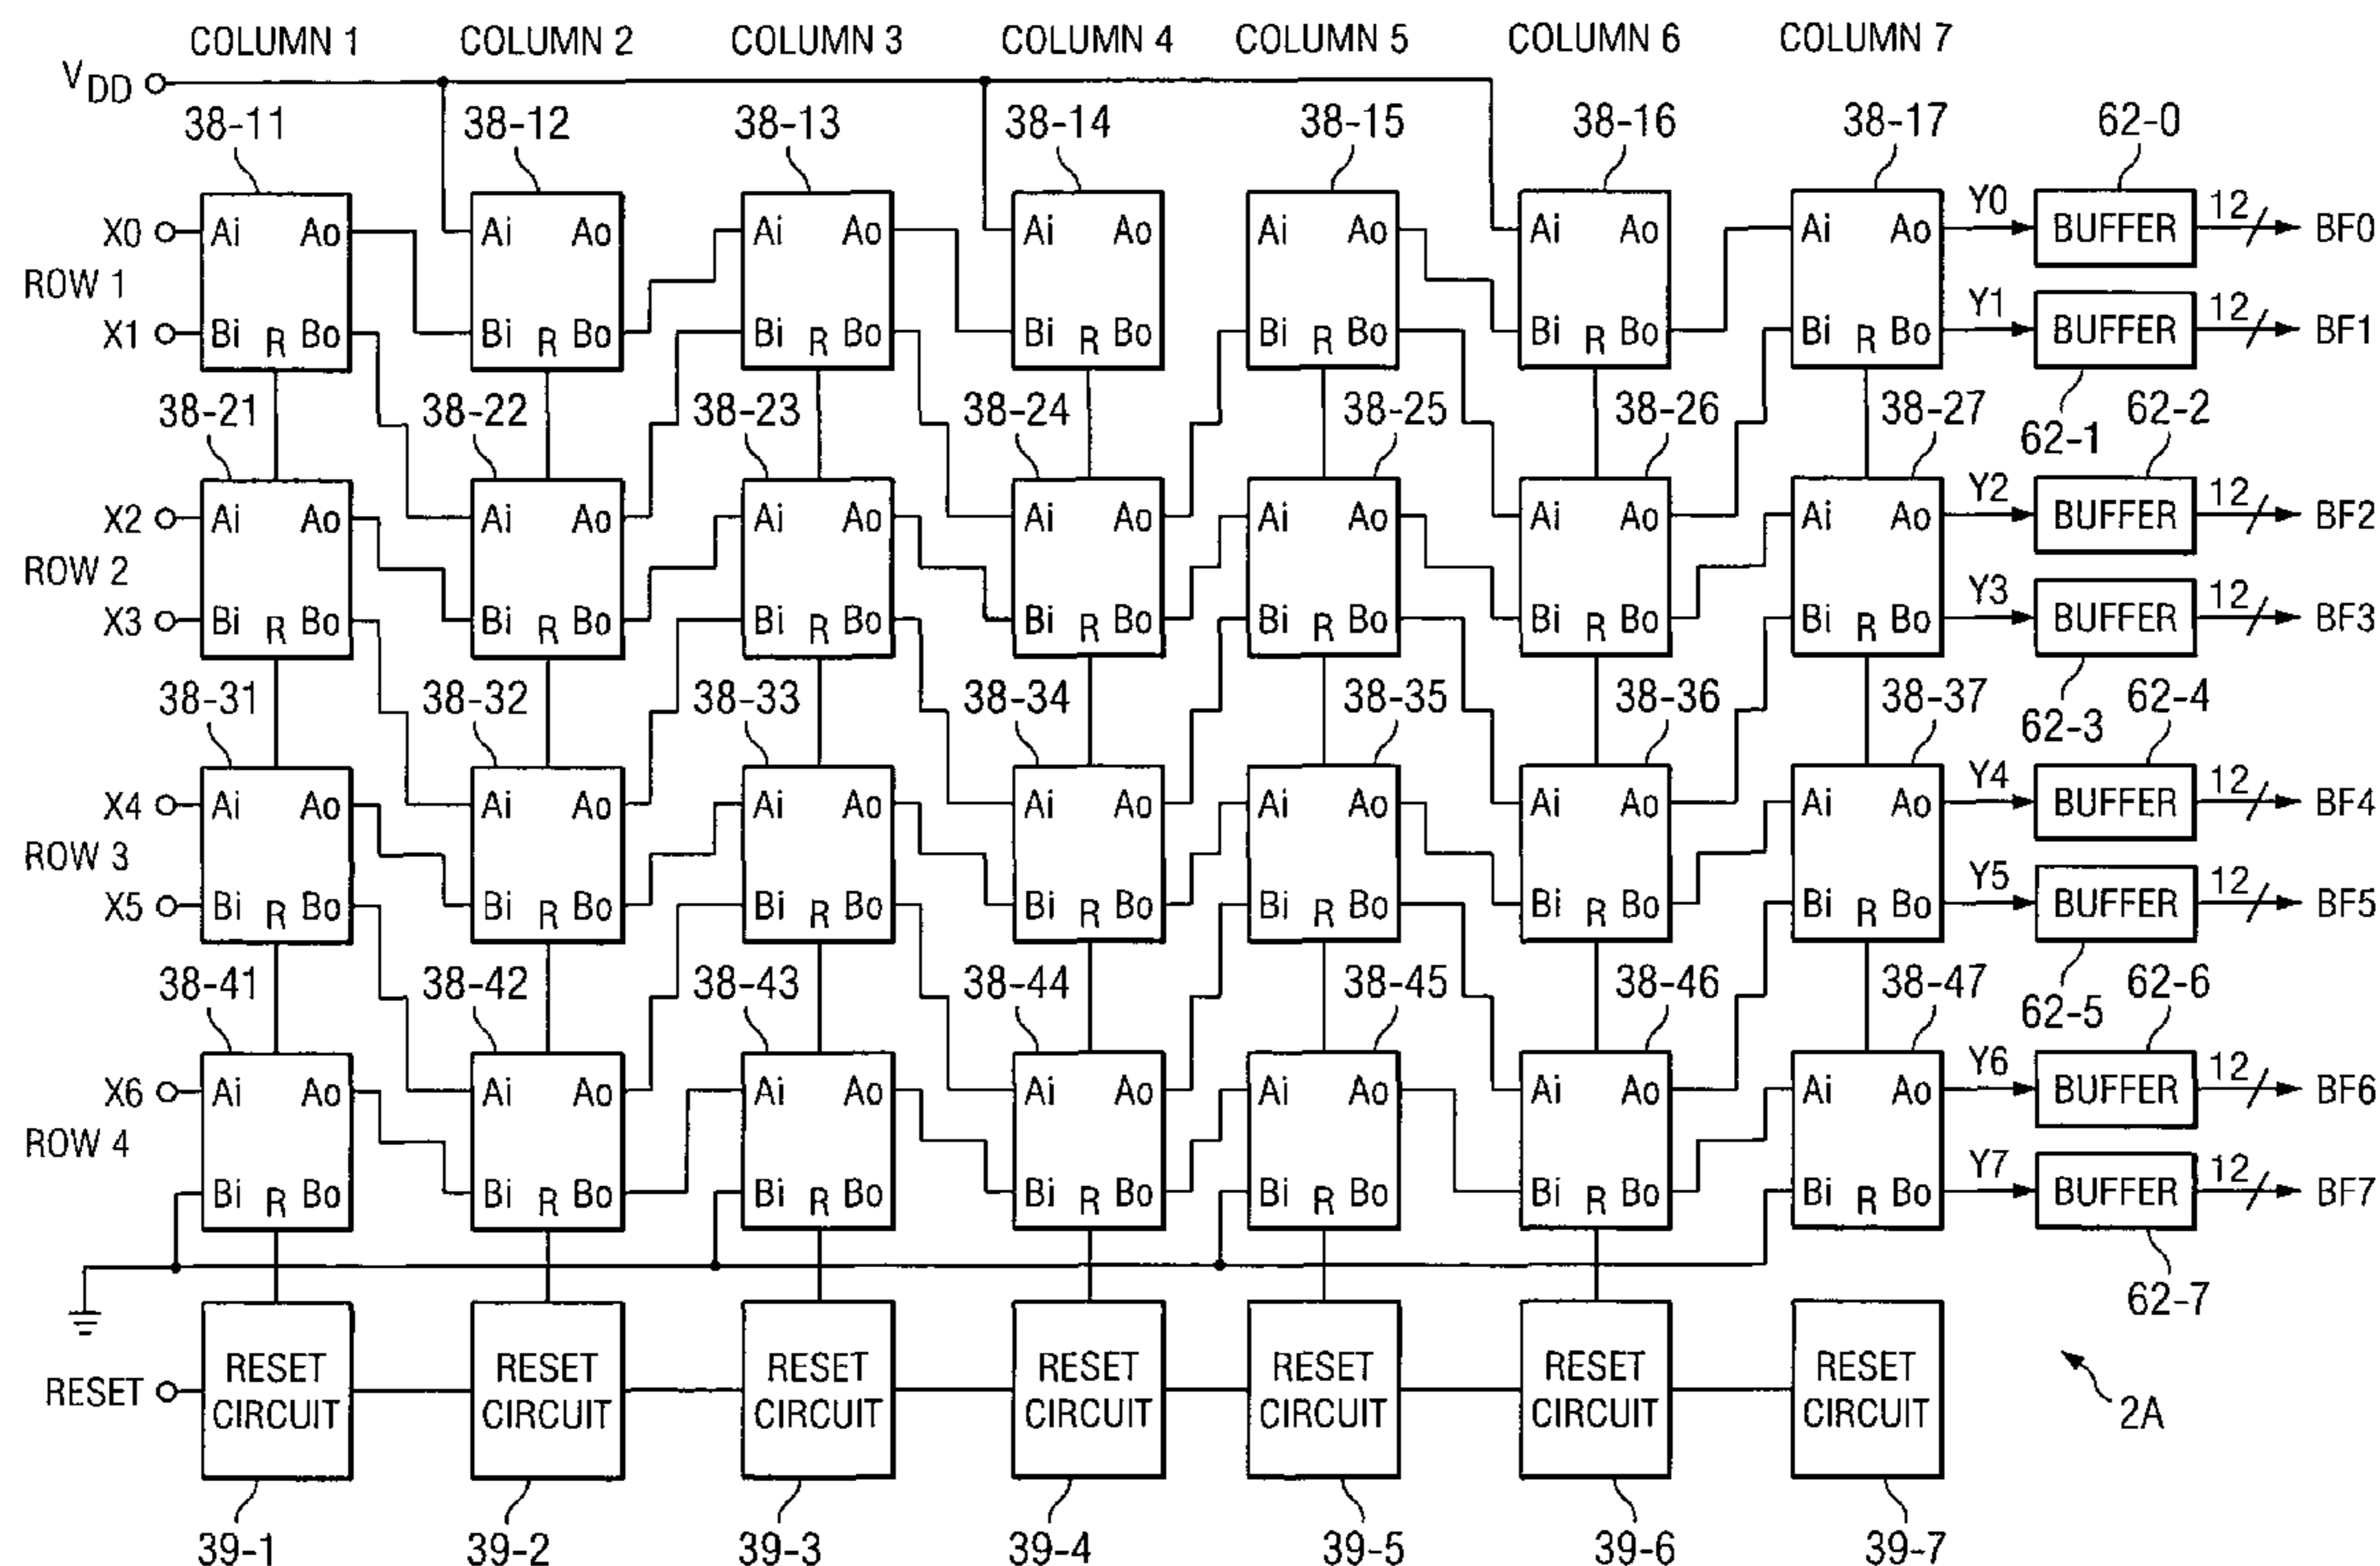 COLUMN 1 COLUMN 2 COLUMN 3 COLUMN 4 COLUMN 5 COLUMN 6 COLUMN 7
VDD
38-11 38-12 38-13 38-14 38-15 38-16 38-17 62-0
X0 Ai Ao Ai Ao Ai Ao Ai Ao Ai Ao Ai Ao Ai Ao Y0 BUFFER 12 BF0
ROW 1
X1 Bi R Bo Bi R Bo Bi R Bo Bi R Bo Bi R Bo Bi R Bo Bi R Bo Y1 BUFFER 12 BF1
38-21 38-22 38-23 38-24 38-25 38-26 38-27 62-1 62-2
X2 Ai Ao Ai Ao Ai Ao Ai Ao Ai Ao Ai Ao Ai Ao Y2 BUFFER 12 BF2
ROW 2
X3 Bi R Bo Bi R Bo Bi R Bo Bi R Bo Bi R Bo Bi R Bo Bi R Bo Y3 BUFFER 12 BF3
38-31 38-32 38-33 38-34 38-35 38-36 38-37 62-3 62-4
X4 Ai Ao Ai Ao Ai Ao Ai Ao Ai Ao Ai Ao Ai Ao Y4 BUFFER 12 BF4
ROW 3
X5 Bi R Bo Bi R Bo Bi R Bo Bi R Bo Bi R Bo Bi R Bo Bi R Bo Y5 BUFFER 12 BF5
38-41 38-42 38-43 38-44 38-45 38-46 38-47 62-5 62-6
X6 Ai Ao Ai Ao Ai Ao Ai Ao Ai Ao Ai Ao Ai Ao Y6 BUFFER 12 BF6
ROW 4
Bi R Bo Bi R Bo Bi R Bo Bi R Bo Bi R Bo Bi R Bo Bi R Bo Y7 BUFFER 12 BF7
62-7
RESET RESET RESET RESET RESET RESET RESET
RESET
CIRCUIT CIRCUIT CIRCUIT CIRCUIT CIRCUIT CIRCUIT CIRCUIT 2A
39-1 39-2 39-3 39-4 39-5 39-6 39-7